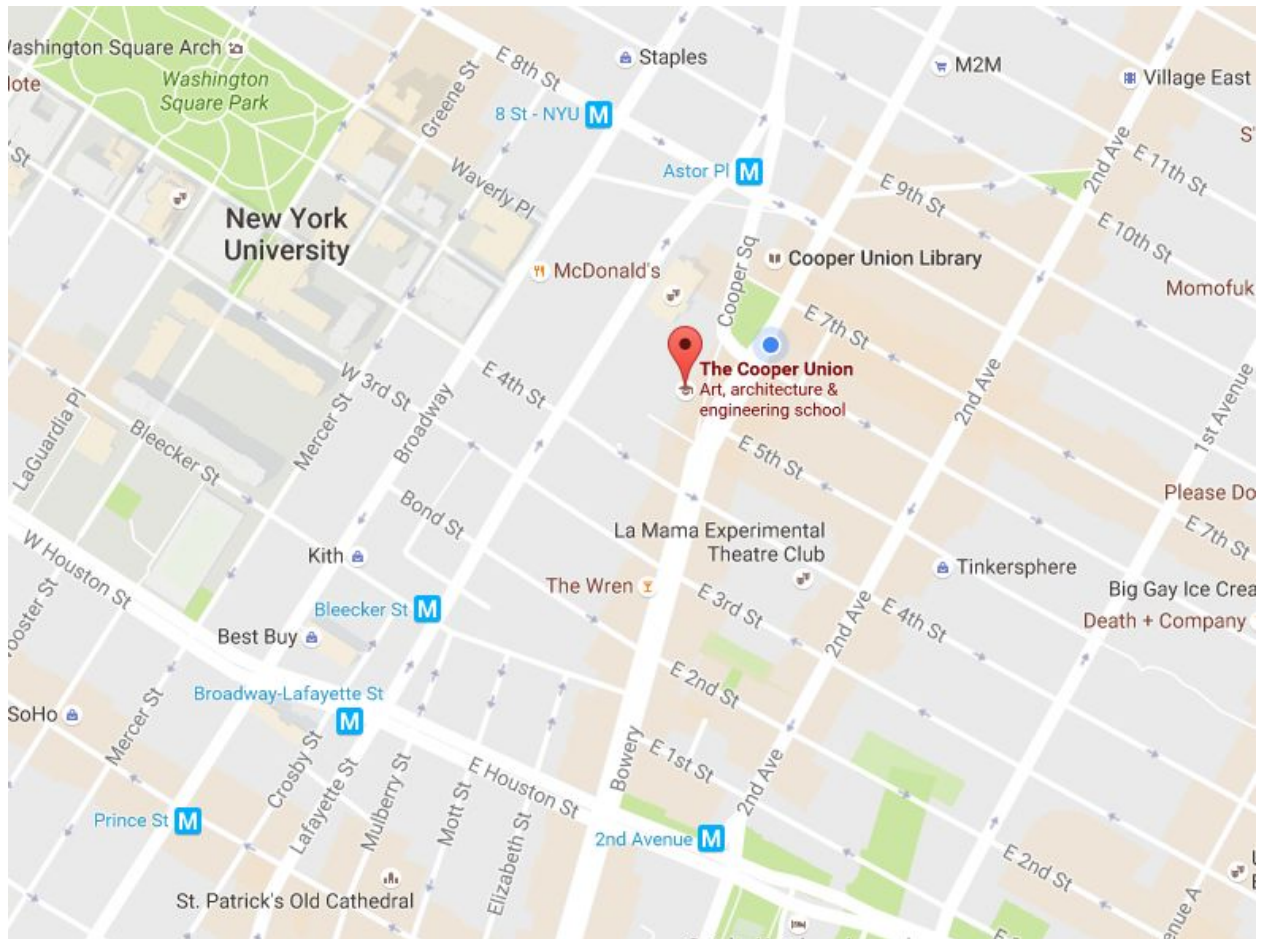 Washington Square Arch
Washington
Square Park
E 8th St
Greene St
Staples
M2M
Village East
8 St - NYU M
Waverly Pl
Astor Pl M
2nd Ave
E 11th St
E 9th St
E 10th St
St
New York
University
Cooper Sq
Cooper Union Library
McDonald's
Momofuk
E 7th St
The Cooper Union
Art, architecture &
engineering school
W 3rd St
E 4th St
2nd Ave
1st Avenue
LaGuardia Pl
Mercer St
Broadway
Bleecker St
E 5th St
Bond St
Please Do
E 7th St
La Mama Experimental
Theatre Club
W Houston St
Kith
Tinkersphere
The Wren
E 3rd St
2nd Ave
E 4th St
Big Gay Ice Crea
Death + Company
Bleecker St M
Best Buy
ooster St
E 2nd St
Broadway-Lafayette St
M
SoHo
Mercer St
Crosby St
Lafayette St
Mulberry St
Mott St
Elizabeth St
E Houston St
Bowery
E 1st St
2nd Ave
Prince St M
2nd Avenue M
E 2nd St
St. Patrick's Old Cathedral
enue A